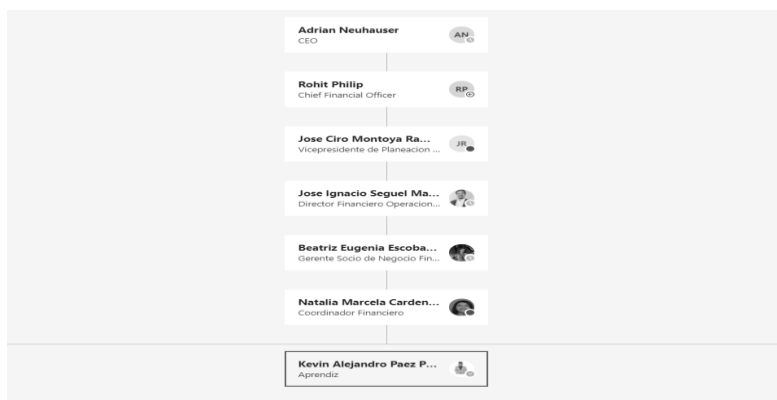 Adrian Neuhauser
CEO
AN
Rohit Philip
Chief Financial Officer
RP
Jose Ciro Montoya Ra...
Vicepresidente de Planeacion ...
JR
Jose Ignacio Seguel Ma...
Director Financiero Operacion...
Beatriz Eugenia Escoba...
Gerente Socio de Negocio Fin...
Natalia Marcela Carden...
Coordinador Financiero
Kevin Alejandro Paez P...
Aprendiz